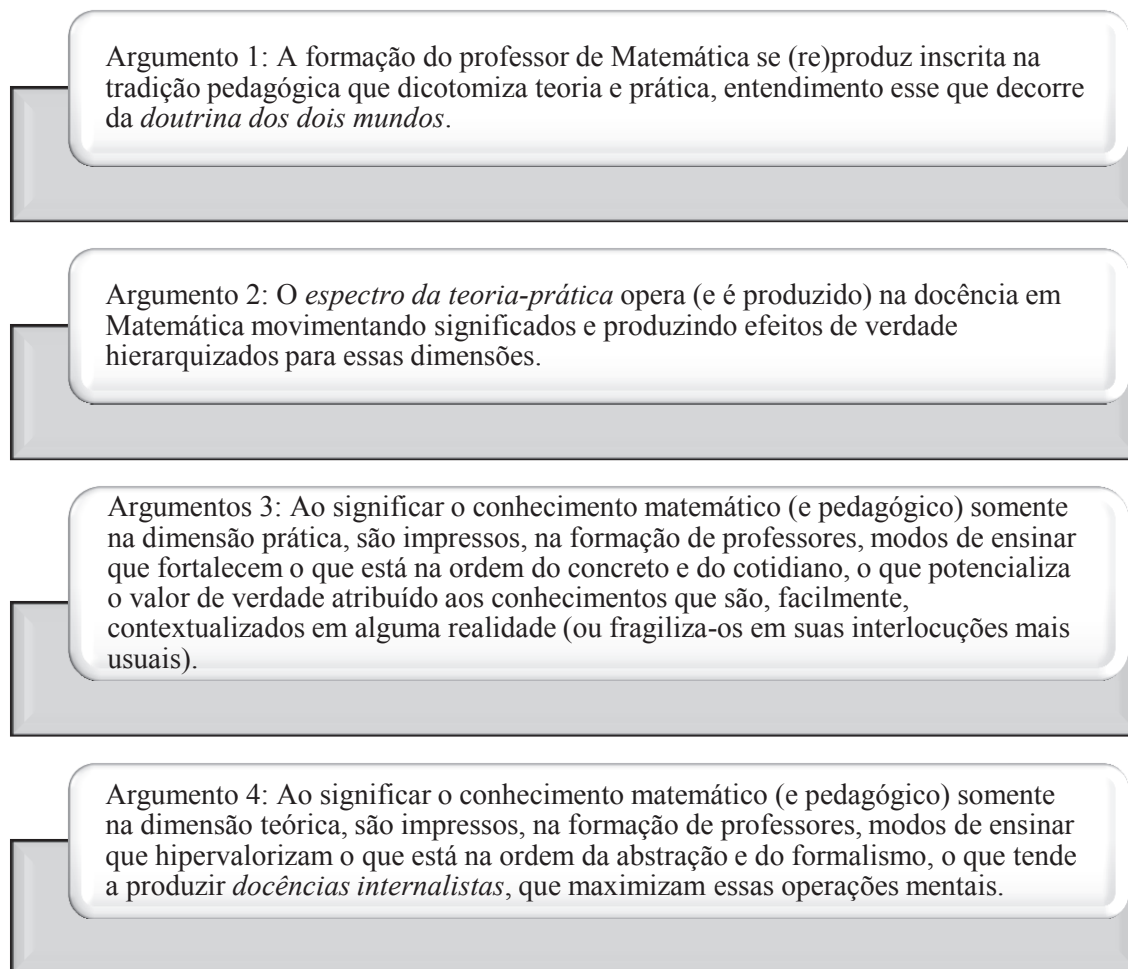 Argumento 1: A formação do professor de Matemática se (re)produz inscrita na
tradição pedagógica que dicotomiza teoria e prática, entendimento esse que decorre
da doutrina dos dois mundos.
Argumento 2: O espectro da teoria-prática opera (e é produzido) na docência em
Matemática movimentando significados e produzindo efeitos de verdade
hierarquizados para essas dimensões.
Argumentos 3: Ao significar o conhecimento matemático (e pedagógico) somente
na dimensão prática, são impressos, na formação de professores, modos de ensinar
que fortalecem o que está na ordem do concreto e do cotidiano, o que potencializa
o valor de verdade atribuído aos conhecimentos que são, facilmente,
contextualizados em alguma realidade (ou fragiliza-os em suas interlocuções mais
usuais).
Argumento 4: Ao significar o conhecimento matemático (e pedagógico) somente
na dimensão teórica, são impressos, na formação de professores, modos de ensinar
que hipervalorizam o que está na ordem da abstração e do formalismo, o que tende
a produzir docências internalistas, que maximizam essas operações mentais.